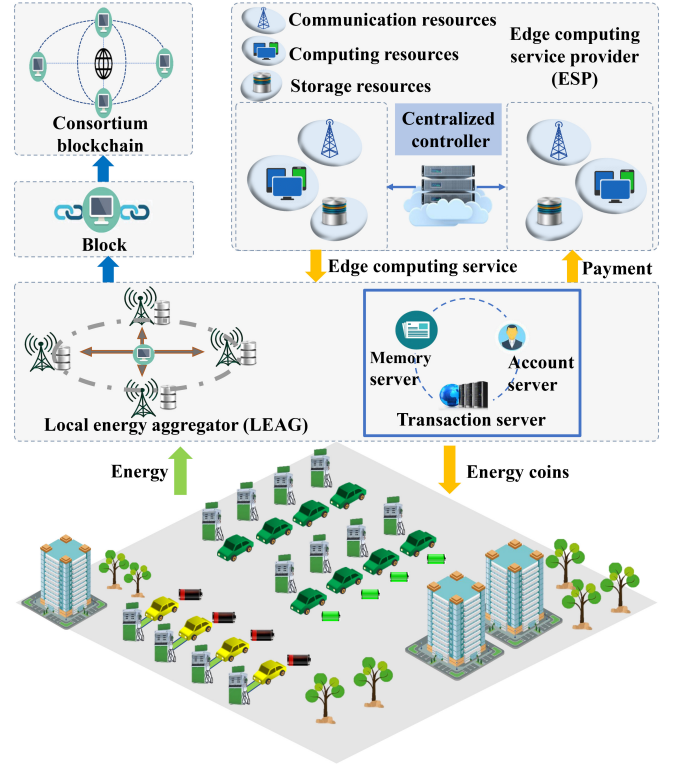 Communication resources
Computing resources
Storage resources
Edge computing
service provider
(ESP)
Consortium
blockchain
Centralized
controller
Block
Edge computing service
Payment
Memory
server
Account
server
Transaction server
Local energy aggregator (LEAG)
Energy
Energy coins